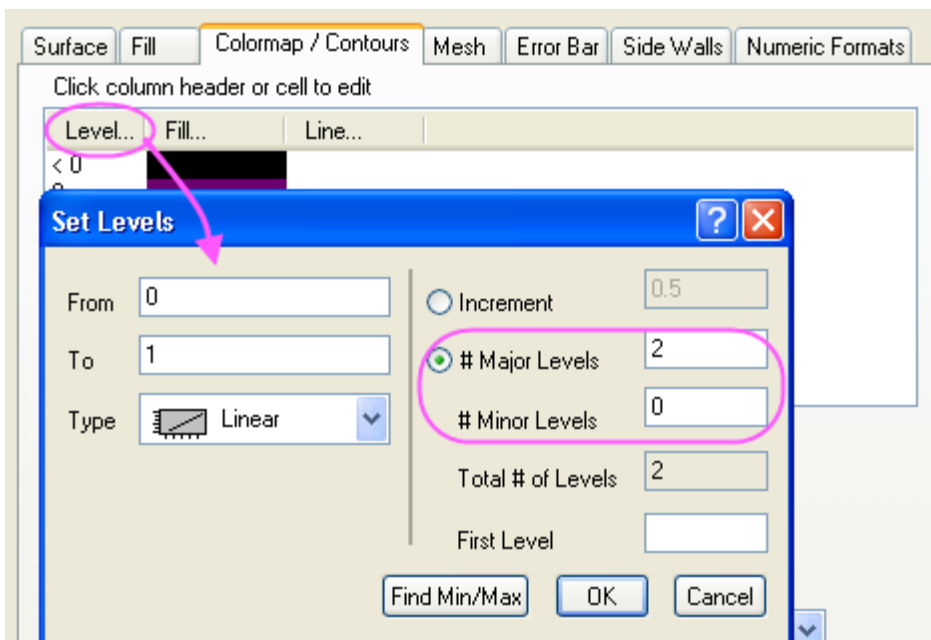 Surface Fill Colormap / Contours Mesh Error Bar Side Walls Numeric Formats
Click column header or cell to edit
Level... Fill... Line...
< 0
Set Levels
From 0
To 1
Type Linear
Increment 0.5
# Major Levels 2
# Minor Levels 0
Total # of Levels 2
First Level
Find Min/Max OK Cancel